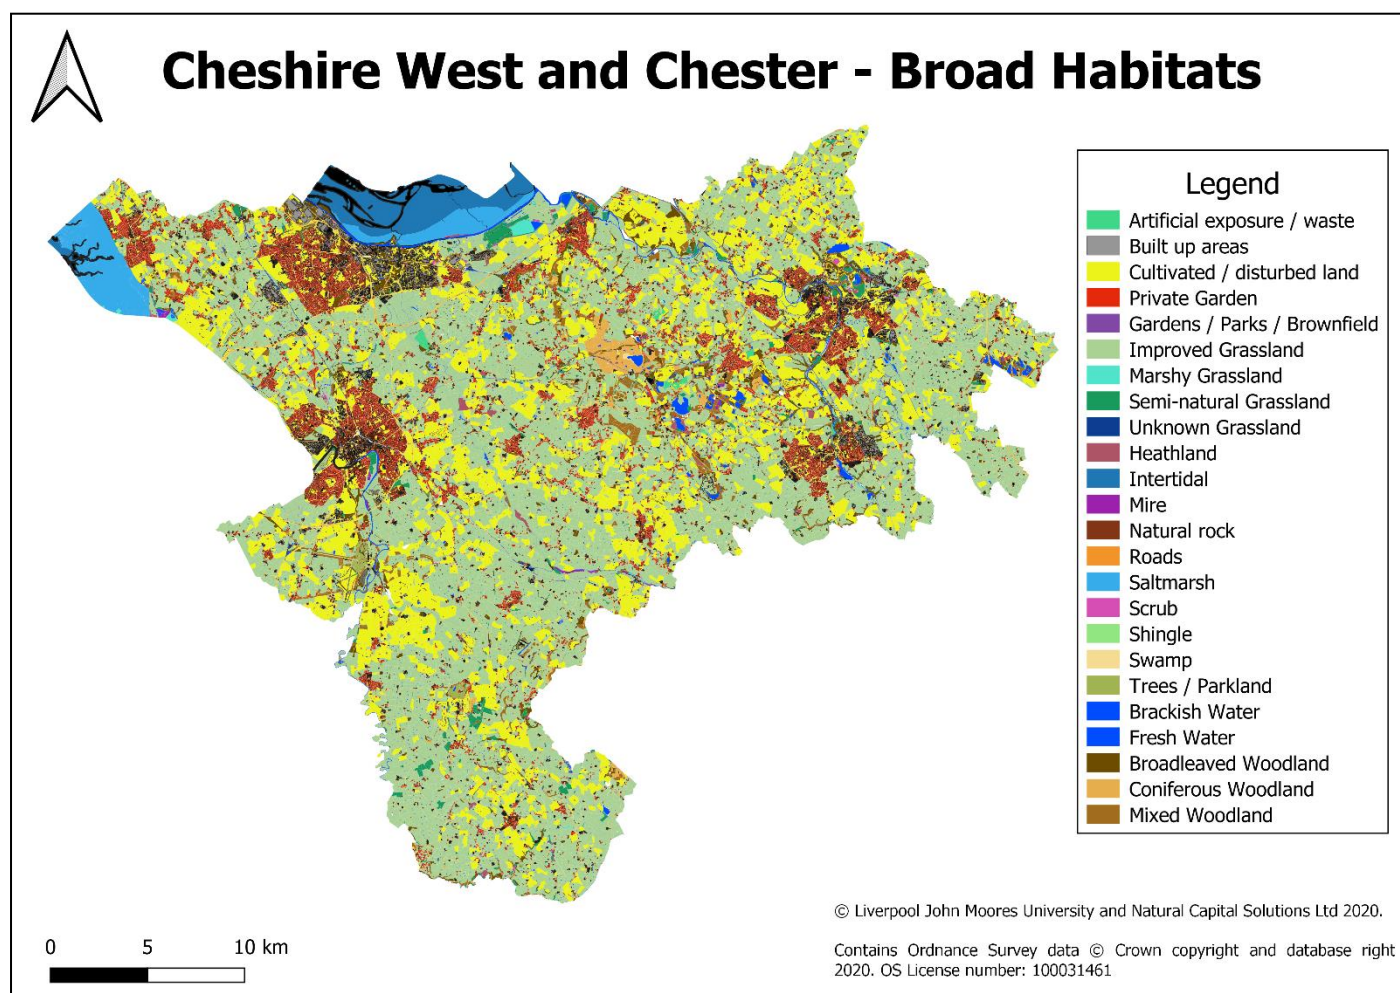 Cheshire West and Chester - Broad Habitats
Legend
Artificial exposure / waste
Built up areas
Cultivated / disturbed land
Private Garden
Gardens / Parks / Brownfield
Improved Grassland
Marshy Grassland
Semi-natural Grassland
Unknown Grassland
Heathland
Intertidal
Mire
Natural rock
Roads
Saltmarsh
Scrub
Shingle
Swamp
Trees / Parkland
Brackish Water
Fresh Water
Broadleaved Woodland
Coniferous Woodland
Mixed Woodland
© Liverpool John Moores University and Natural Capital Solutions Ltd 2020.
Contains Ordnance Survey data © Crown copyright and database right
2020. OS License number: 100031461
0 5 10 km